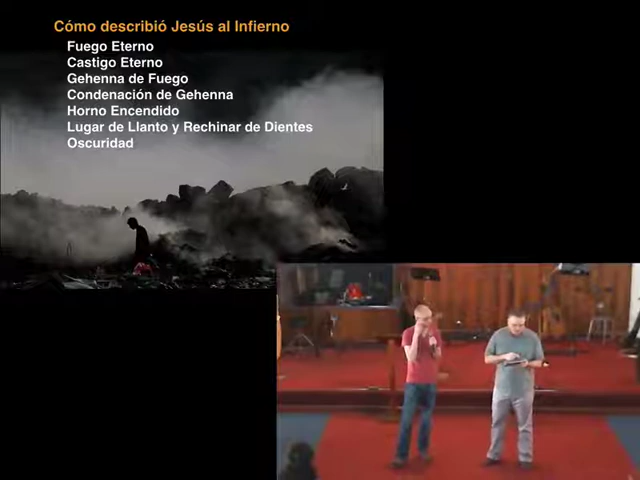 Cómo describió Jesús al Infierno
Fuego Eterno
Castigo Eterno
Gehenna de Fuego
Condenación de Gehenna
Horno Encendido
Lugar de Llanto y Rechinar de Dientes
Oscuridad